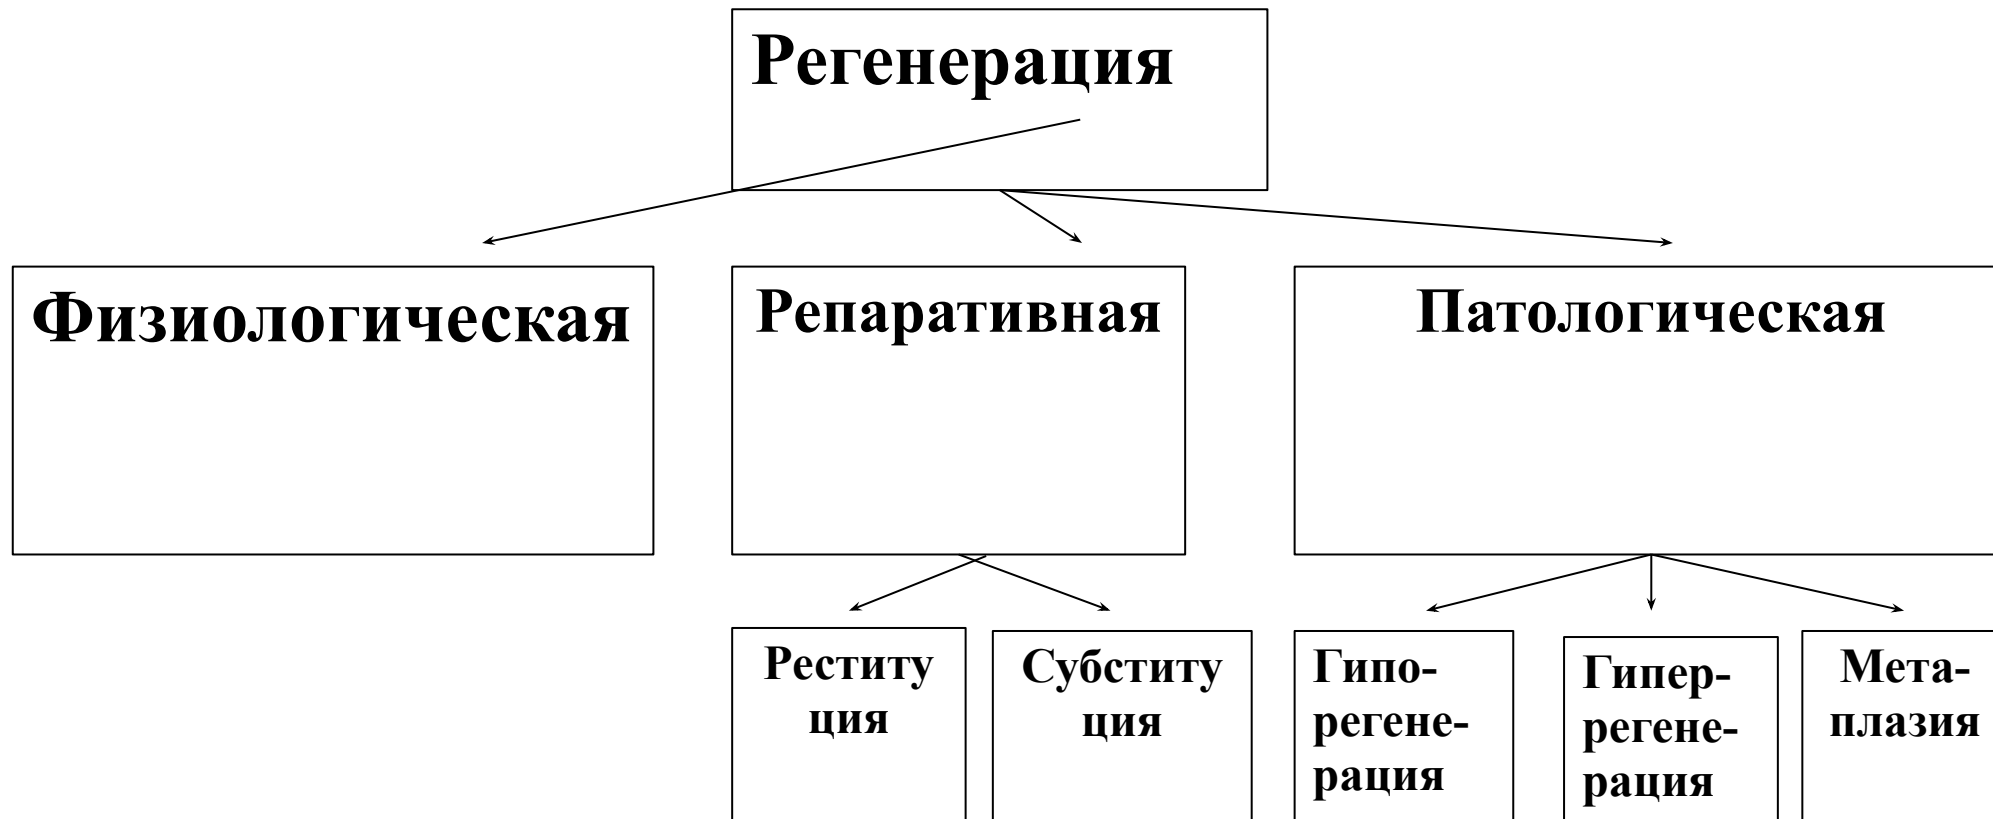 Регенерация
Физиологическая
Репаративная
Патологическая
Реститу
ция
Субститу
ция
Гипо-
регене-
рация
Гипер-
регене-
рация
Мета-
плазия